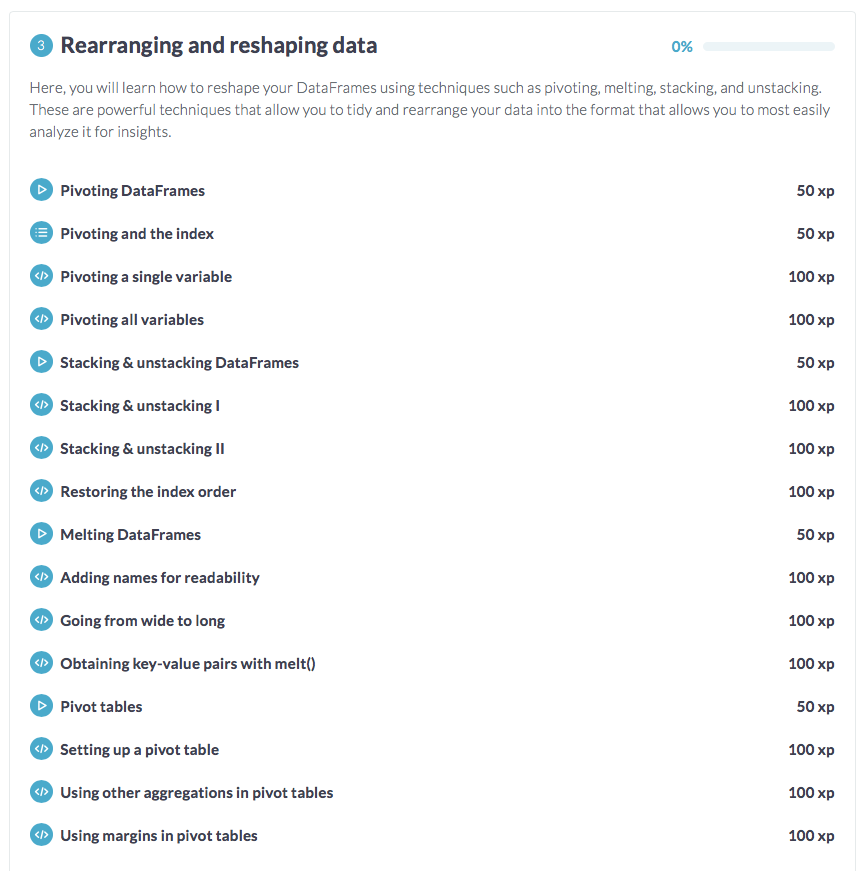 3 Rearranging and reshaping data 0%
Here, you will learn how to reshape your DataFrames using techniques such as pivoting, melting, stacking, and unstacking.
These are powerful techniques that allow you to tidy and rearrange your data into the format that allows you to most easily
analyze it for insights.
Pivoting DataFrames 50 xp
Pivoting and the index 50 xp
Pivoting a single variable 100 xp
Pivoting all variables 100 xp
Stacking & unstacking DataFrames 50 xp
Stacking & unstacking I 100 xp
Stacking & unstacking II 100 xp
Restoring the index order 100 xp
Melting DataFrames 50 xp
Adding names for readability 100 xp
Going from wide to long 100 xp
Obtaining key-value pairs with melt() 100 xp
Pivot tables 50 xp
Setting up a pivot table 100 xp
Using other aggregations in pivot tables 100 xp
Using margins in pivot tables 100 xp